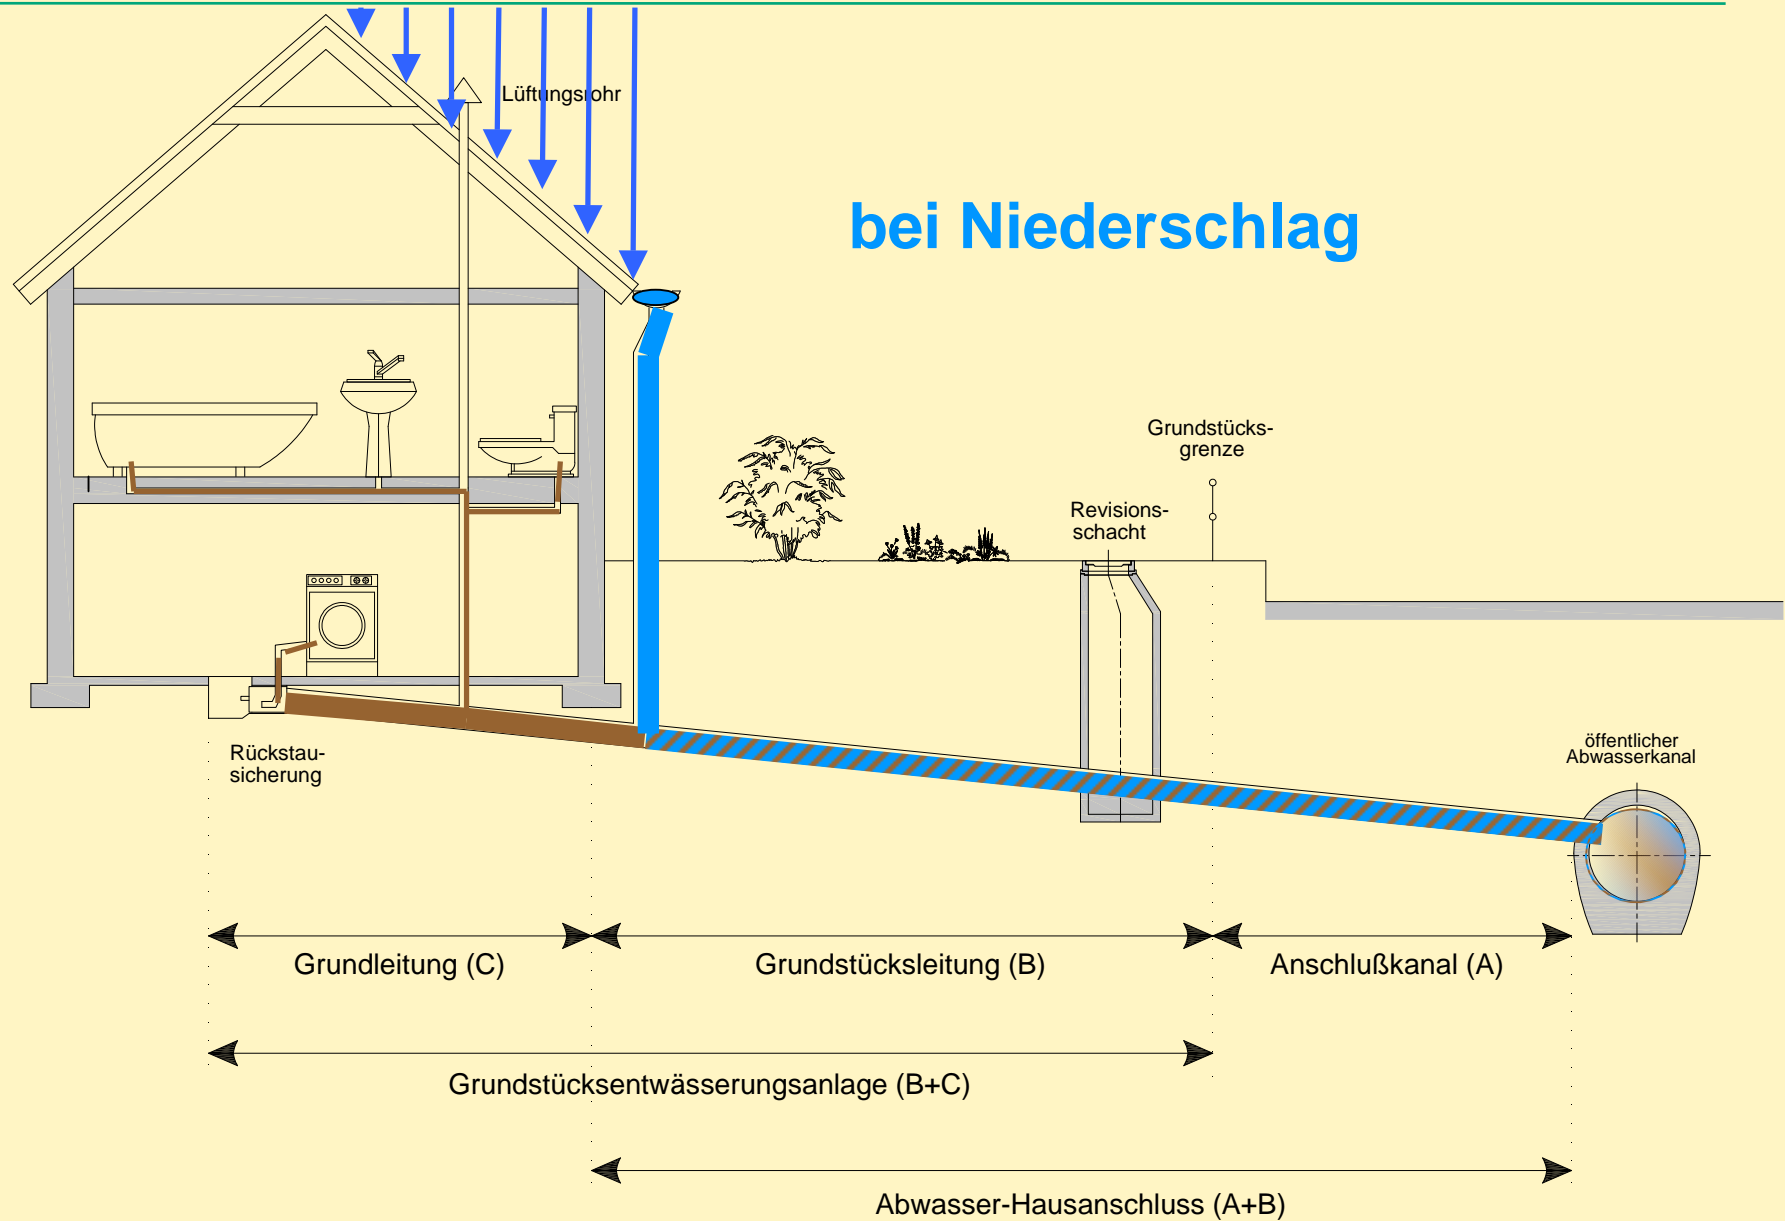 Lüftungsrohr
bei Niederschlag
Grundstücks-
grenze
Revisions-
schacht
Rückstau-
sicherung
öffentlicher
Abwasserkanal
Grundleitung (C)
Grundstücksleitung (B)
Anschlußkanal (A)
Grundstücksentwässerungsanlage (B+C)
Abwasser-Hausanschluss (A+B)